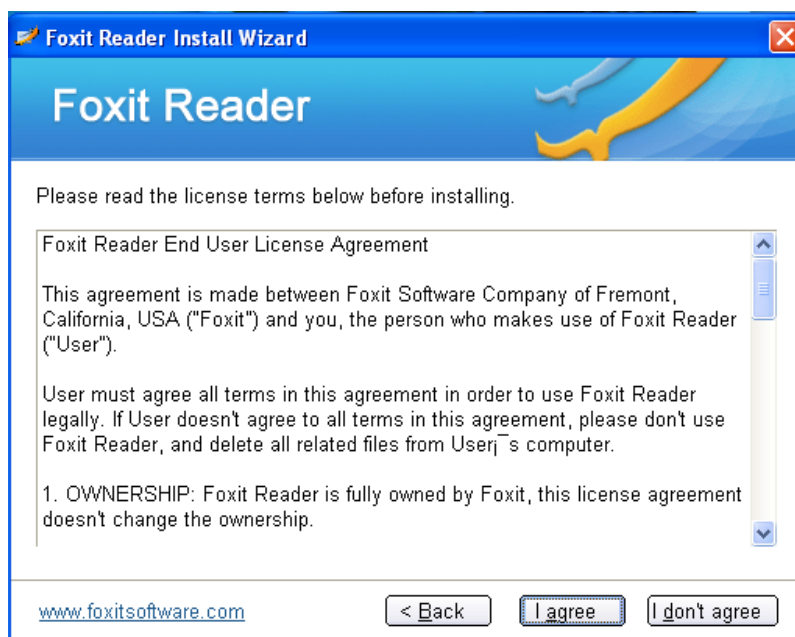 Foxit Reader Install Wizard
Foxit Reader
Please read the license terms below before installing.
Foxit Reader End User License Agreement
This agreement is made between Foxit Software Company of Fremont,
California, USA ("Foxit") and you, the person who makes use of Foxit Reader
("User").
User must agree all terms in this agreement in order to use Foxit Reader
legally. If User doesn't agree to all terms in this agreement, please don't use
Foxit Reader, and delete all related files from User¡¯s computer.
1. OWNERSHIP: Foxit Reader is fully owned by Foxit, this license agreement
doesn't change the ownership.
www.foxitsoftware.com
< Back
I agree
I don't agree